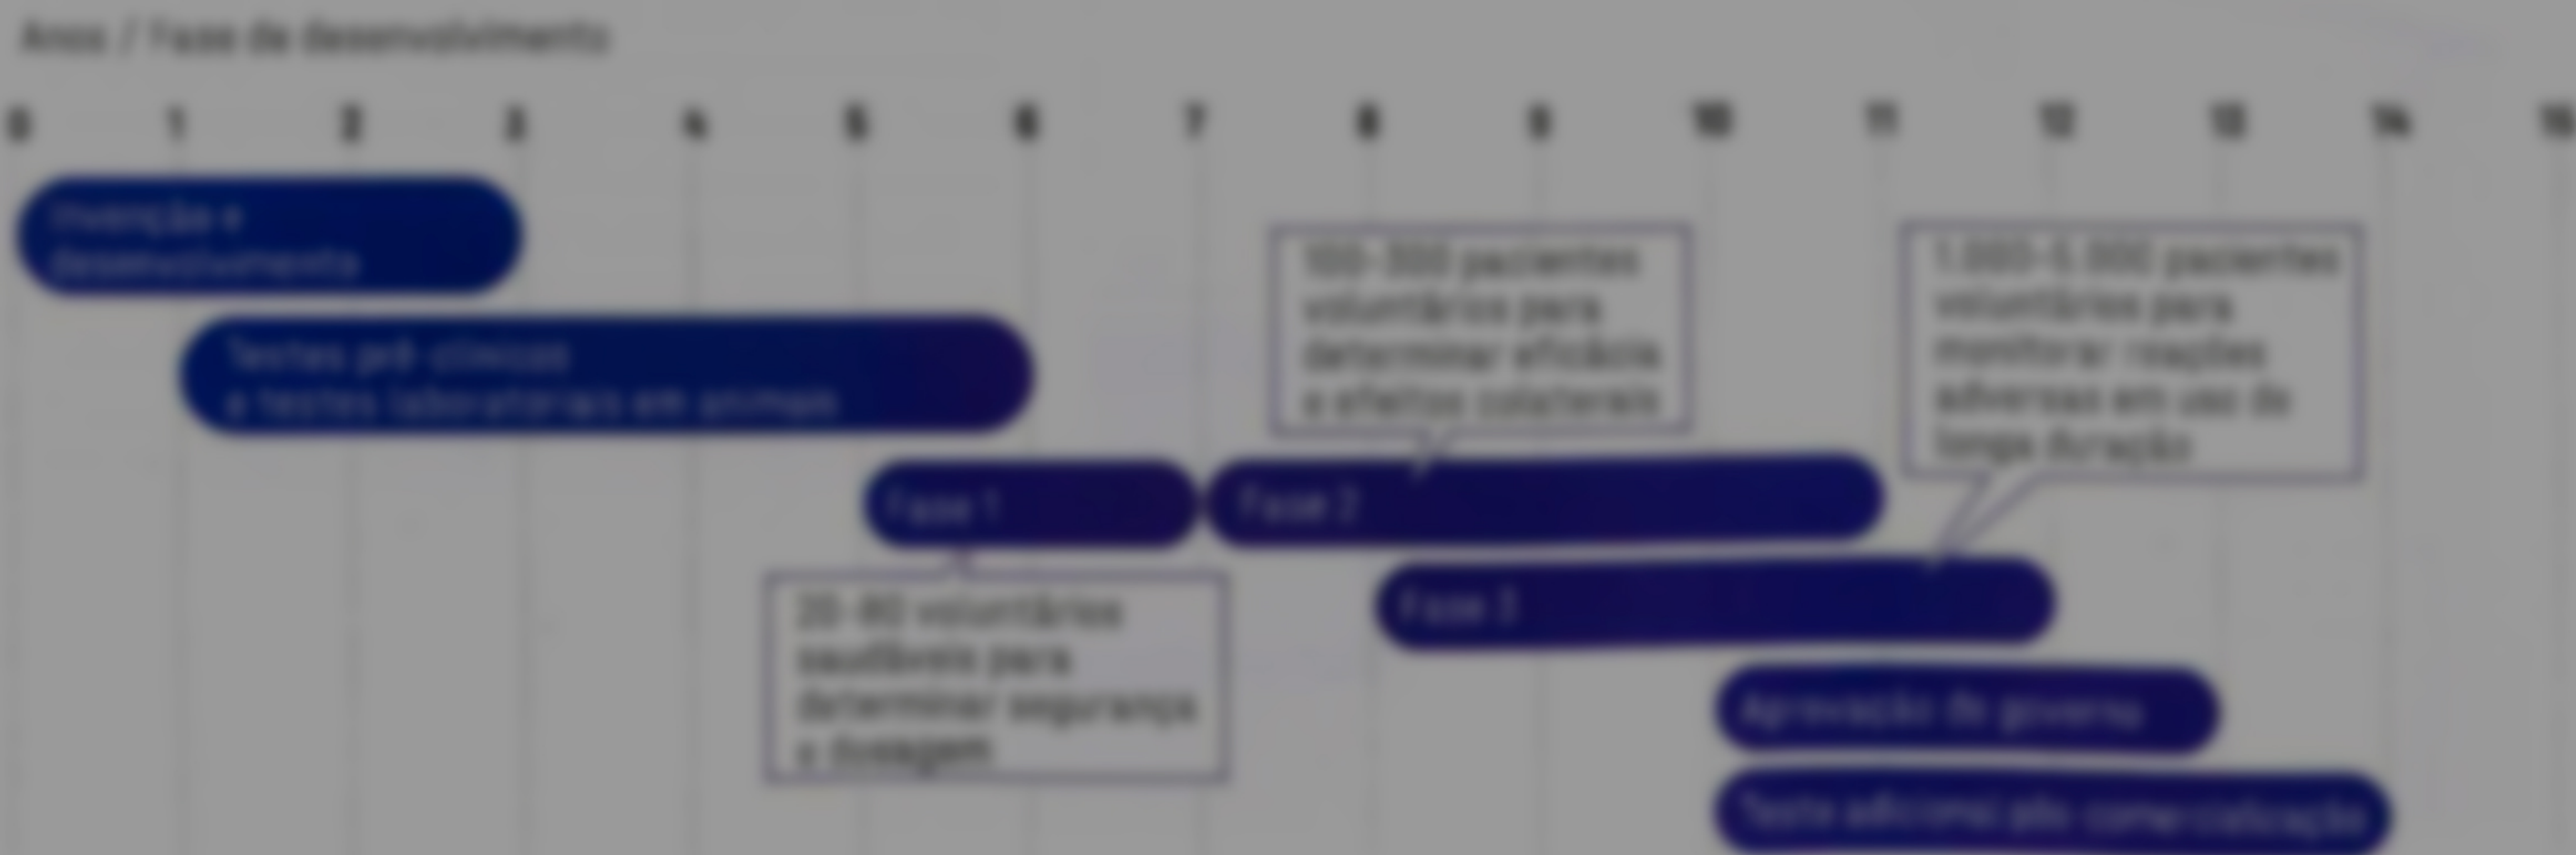 Anos / Fase de desenvolvimento
0 1 2 3 4 5 6 7 8 9 10 11 12 13 14 15
Invenção e
desenvolvimento
Testes pré-clínicos
e testes laboratoriais em animais
100-300 pacientes
voluntários para
determinar eficácia
e efeitos colaterais
1.000-5.000 pacientes
voluntários para
monitorar reações
adversas em uso de
longa duração
Fase 1
Fase 2
20-80 voluntários
saudáveis para
determinar segurança
e dosagem
Fase 3
Aprovação do governo
Teste adicional pós-comercialização